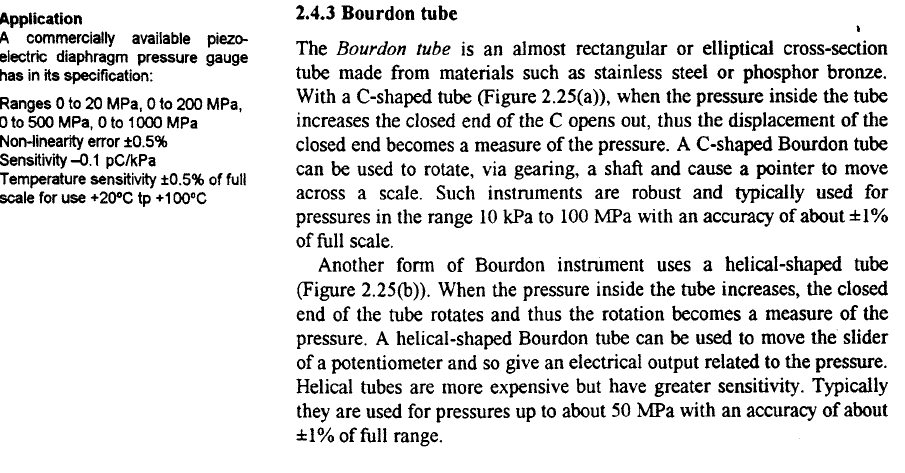 Application
A commercially available piezo-
electric diaphragm pressure gauge
has in its specification:
Ranges 0 to 20 MPa, 0 to 200 MPa,
0 to 500 MPa, 0 to 1000 MPa
Non-linearity error ±0.5%
Sensitivity –0.1 pC/kPa
Temperature sensitivity ±0.5% of full
scale for use +20°C tp +100°C
2.4.3 Bourdon tube
The Bourdon tube is an almost rectangular or elliptical cross-section
tube made from materials such as stainless steel or phosphor bronze.
With a C-shaped tube (Figure 2.25(a)), when the pressure inside the tube
increases the closed end of the C opens out, thus the displacement of the
closed end becomes a measure of the pressure. A C-shaped Bourdon tube
can be used to rotate, via gearing, a shaft and cause a pointer to move
across a scale. Such instruments are robust and typically used for
pressures in the range 10 kPa to 100 MPa with an accuracy of about ±1%
of full scale.
Another form of Bourdon instrument uses a helical-shaped tube
(Figure 2.25(b)). When the pressure inside the tube increases, the closed
end of the tube rotates and thus the rotation becomes a measure of the
pressure. A helical-shaped Bourdon tube can be used to move the slider
of a potentiometer and so give an electrical output related to the pressure.
Helical tubes are more expensive but have greater sensitivity. Typically
they are used for pressures up to about 50 MPa with an accuracy of about
±1% of full range.